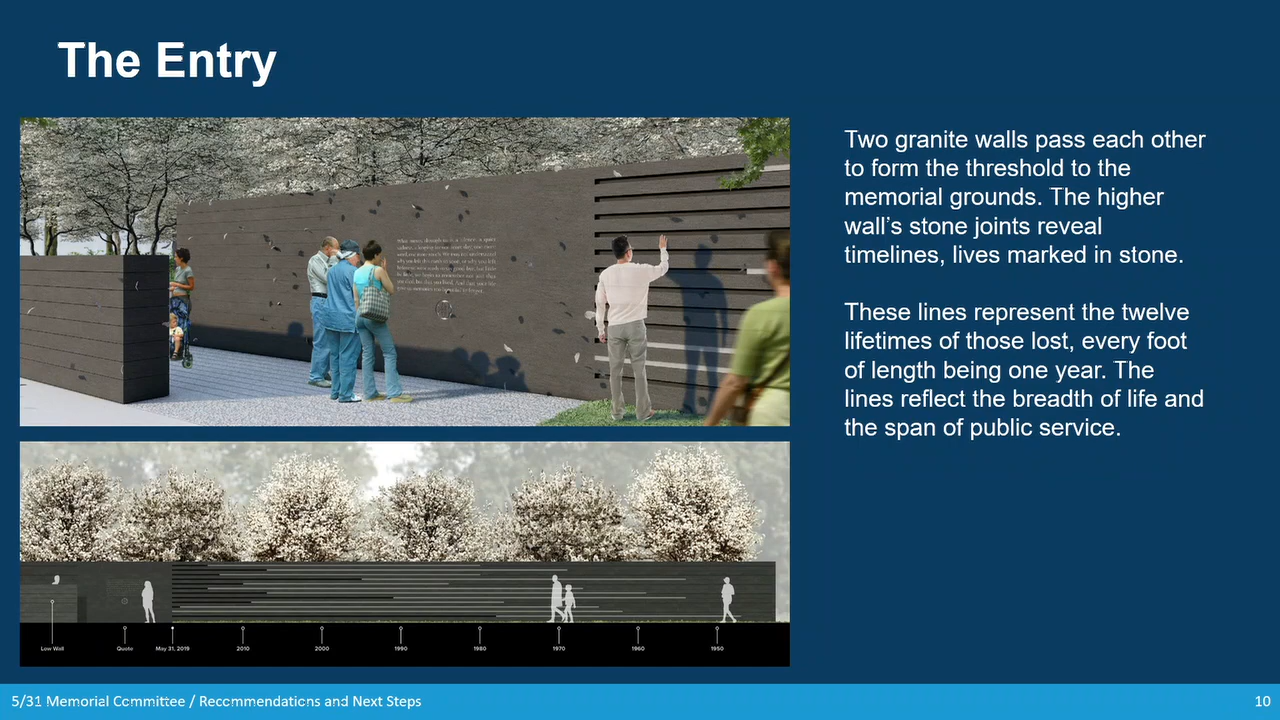 The Entry
Two granite walls pass each other
to form the threshold to the
memorial grounds. The higher
wall's stone joints reveal
timelines, lives marked in stone.
These lines represent the twelve
lifetimes of those lost, every foot
of length being one year. The
lines reflect the breadth of life and
the span of public service.
Low Wall
Quote
May 31, 2019
2010
2000
1990
1980
1970
1960
1950
5/31 Memorial Committee / Recommendations and Next Steps
10